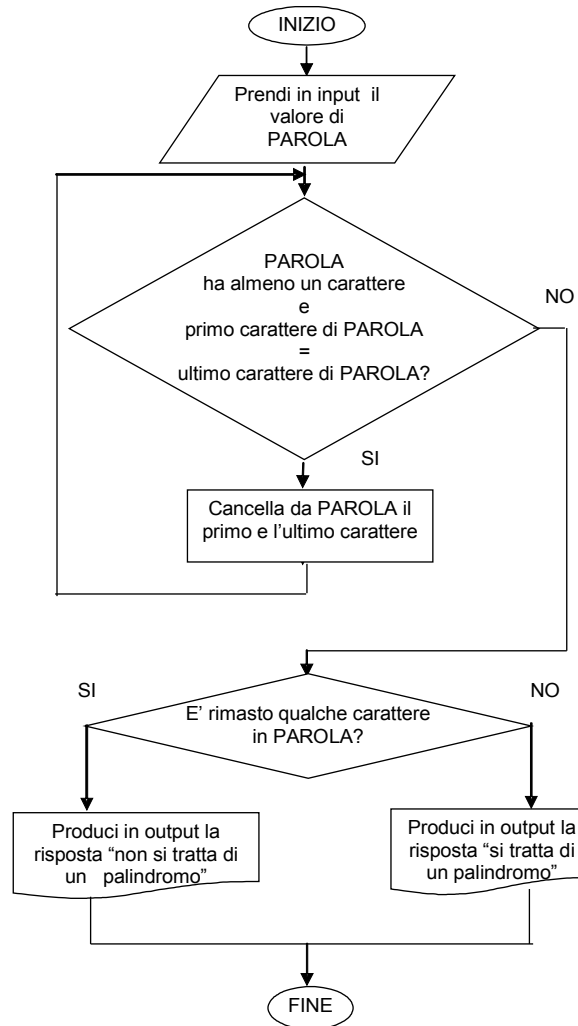 INIZIO
Prendi in input il
valore di
PAROLA
PAROLA
ha almeno un carattere
e
primo carattere di PAROLA
=
ultimo carattere di PAROLA?
NO
SI
Cancella da PAROLA il
primo e l'ultimo carattere
SI
NO
E' rimasto qualche carattere
in PAROLA?
Produci in output la
risposta “non si tratta di
un palindromo”
Produci in output la
risposta “si tratta di
un palindromo”
FINE